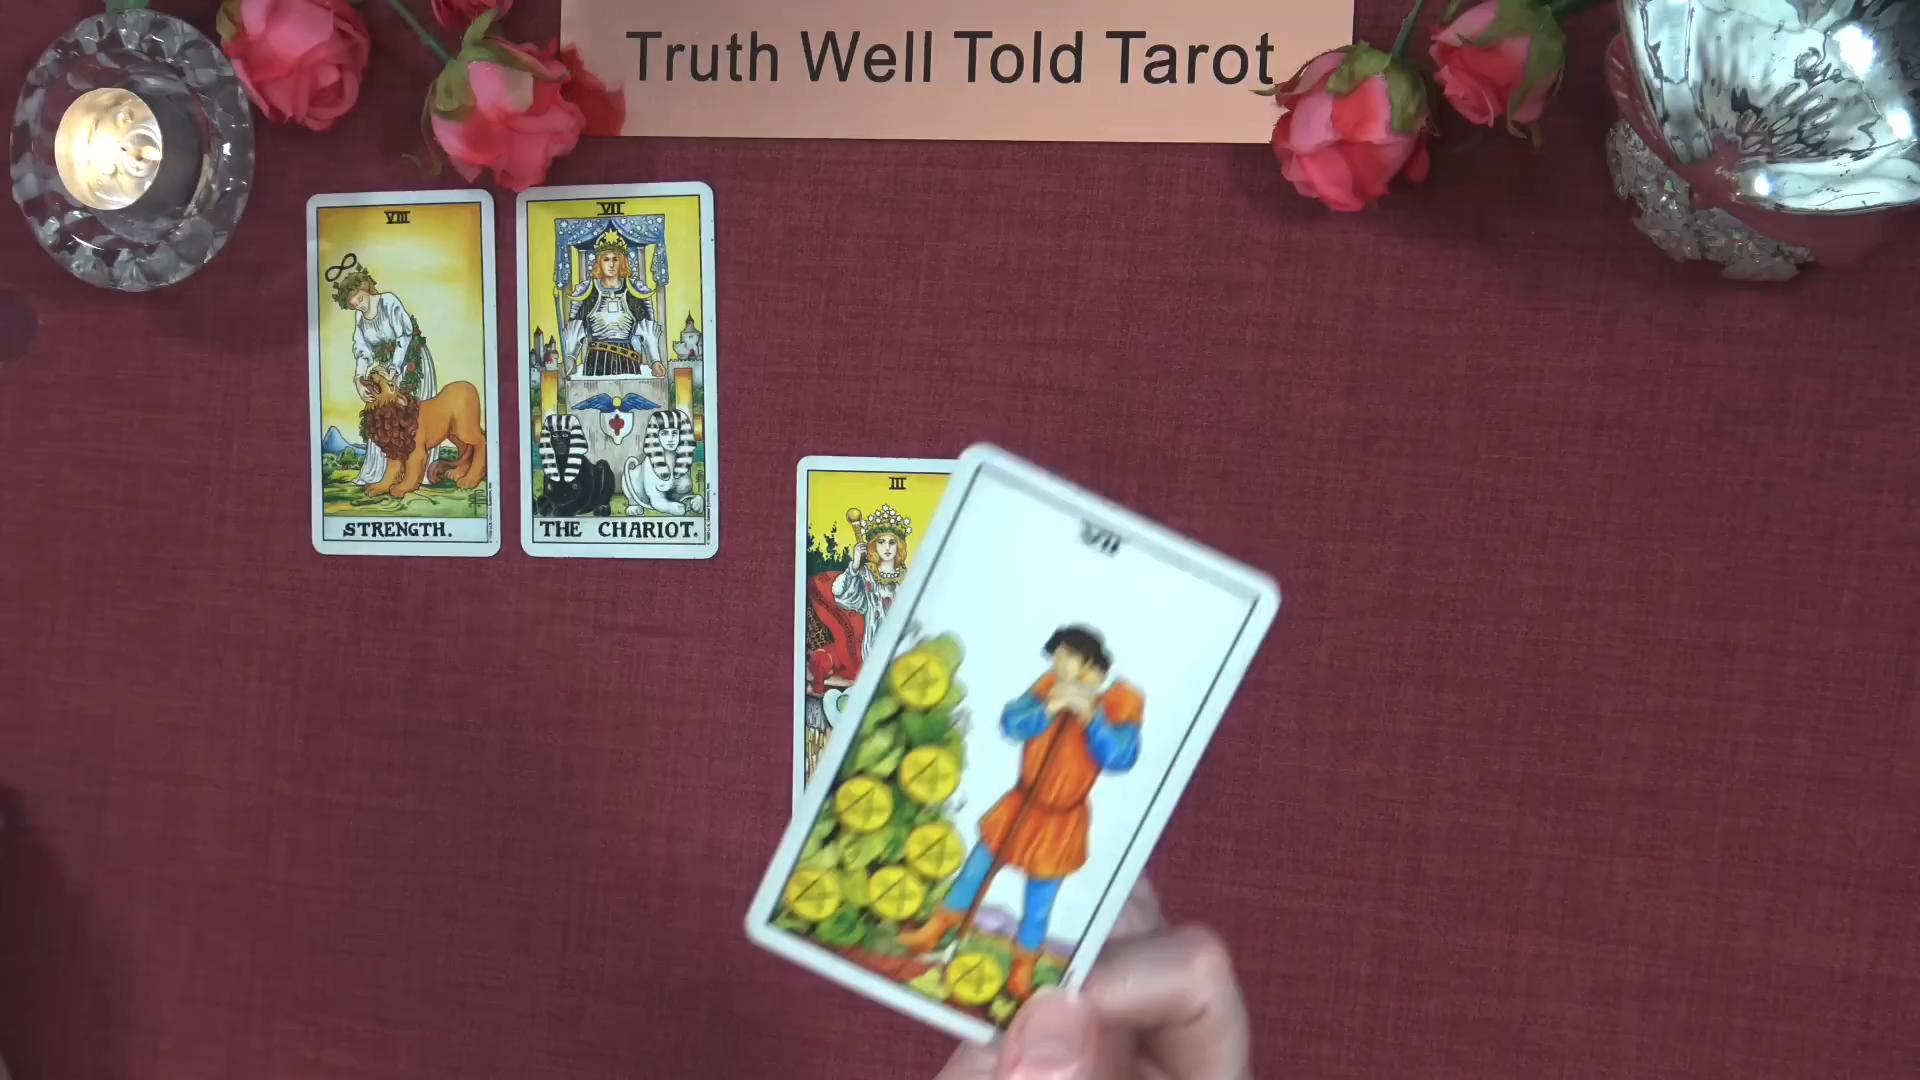 Truth Well Told Tarot
VIII
STRENGTH.
VII
THE CHARIOT.
III
VII